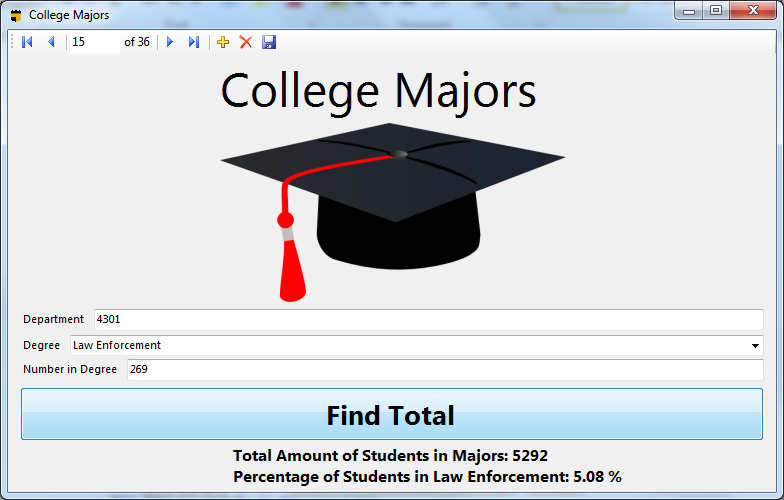 College Majors
15 of 36
College Majors
Department 4301
Degree Law Enforcement
Number in Degree 269
Find Total
Total Amount of Students in Majors: 5292
Percentage of Students in Law Enforcement: 5.08 %